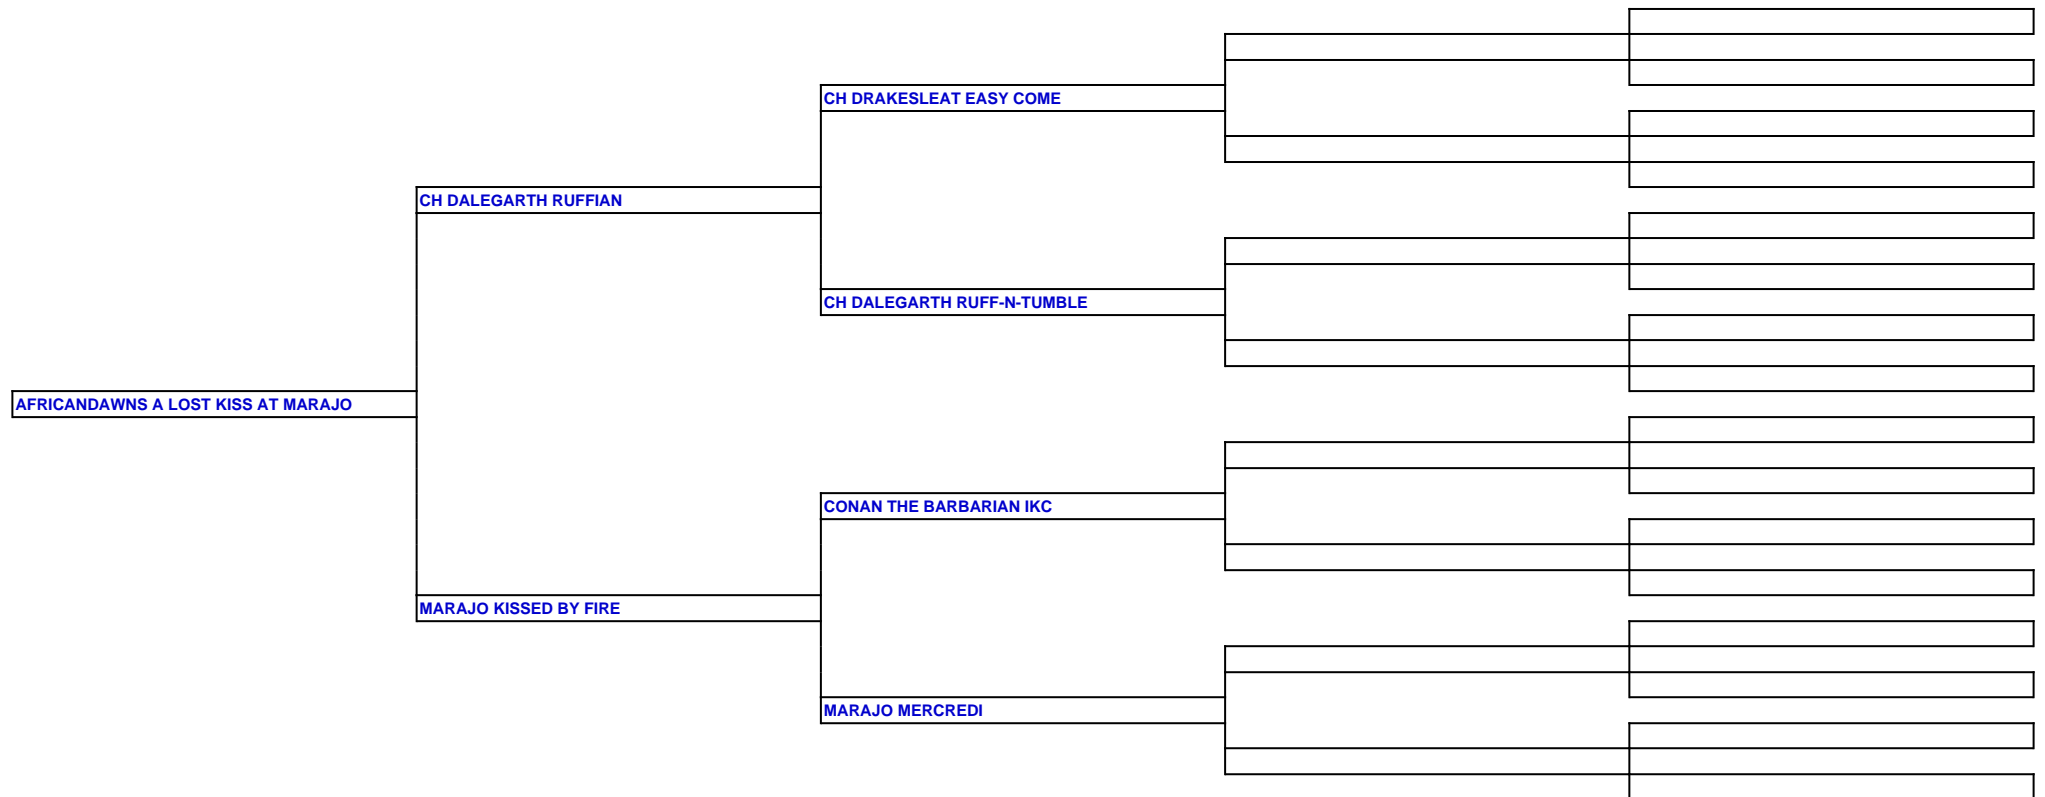 CH DRAKESLEAT EASY COME
CH DALEGARTH RUFFIAN
CH DALEGARTH RUFF-N-TUMBLE
AFRICANDAWNS A LOST KISS AT MARAJO
CONAN THE BARBARIAN IKC
MARAJO KISSED BY FIRE
MARAJO MERCREDI